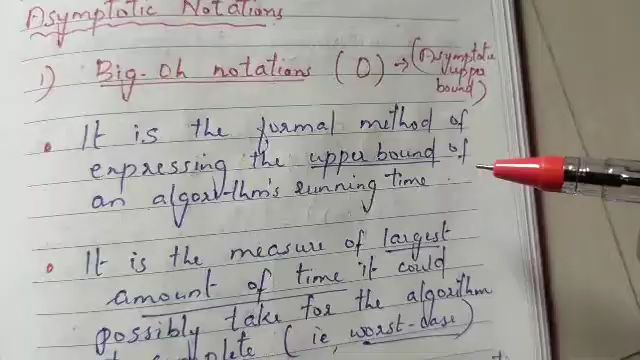 Asymptotic Notations
1) Big-Oh notations (O) → (Asymptotic upper bound)
• It is the formal method of
expressing the upper bound of
an algorithm's running time.
• It is the measure of largest
amount of time it could
possibly take for the algorithm
complete (ie, worst-case)